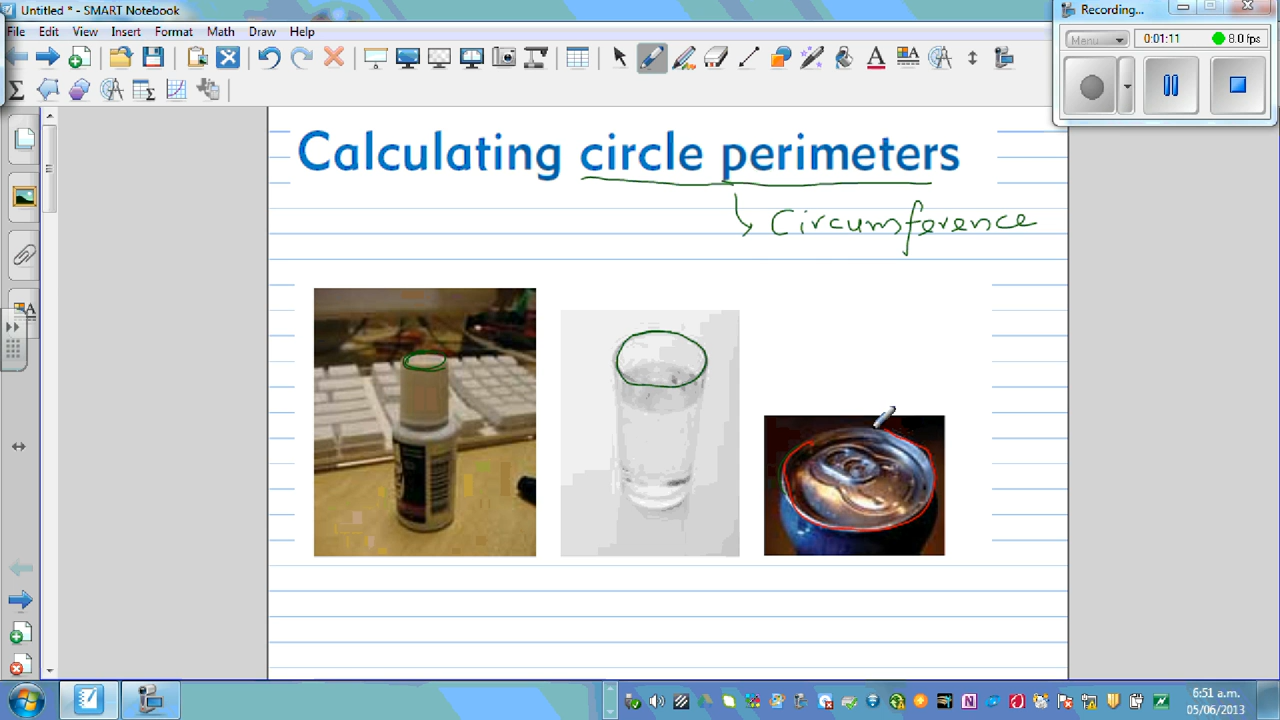 Untitled * - SMART Notebook
Recording...
File Edit View Insert Format Math Draw Help
Menu
0:01:11
8.0 fps
Calculating circle perimeters
Circumference
6:51 a.m.
05/06/2013